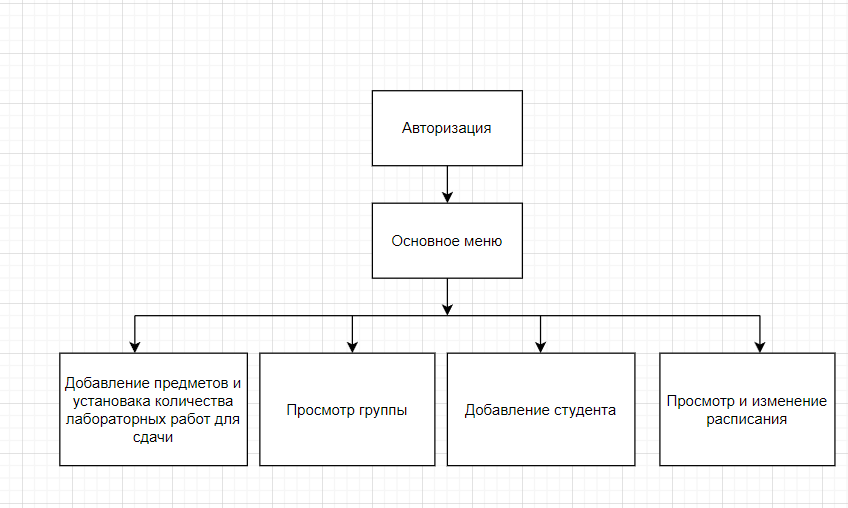 Авторизация
Основное меню
Добавление предметов и
установака количества
лабораторных работ для
сдачи
Просмотр группы
Добавление студента
Просмотр и изменение
расписания